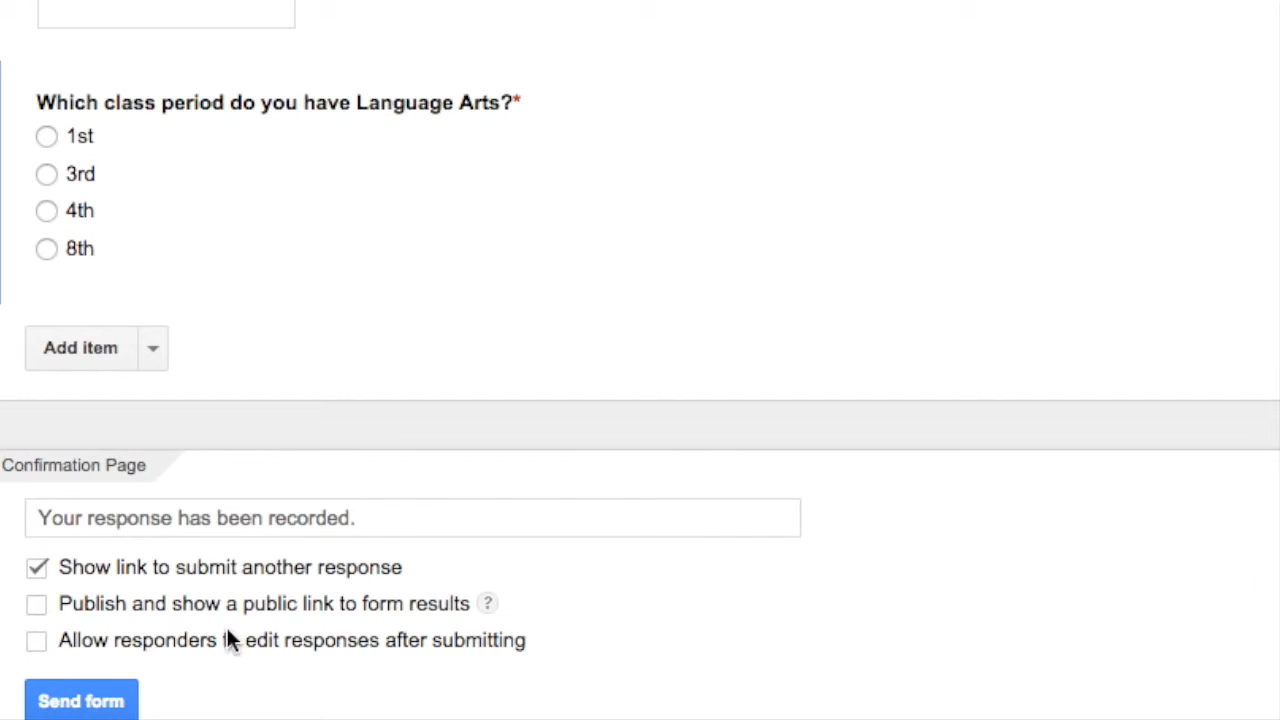 Which class period do you have Language Arts?*
1st
3rd
4th
8th
Add item
Confirmation Page
Your response has been recorded.
Show link to submit another response
Publish and show a public link to form results ?
Allow responders to edit responses after submitting
Send form